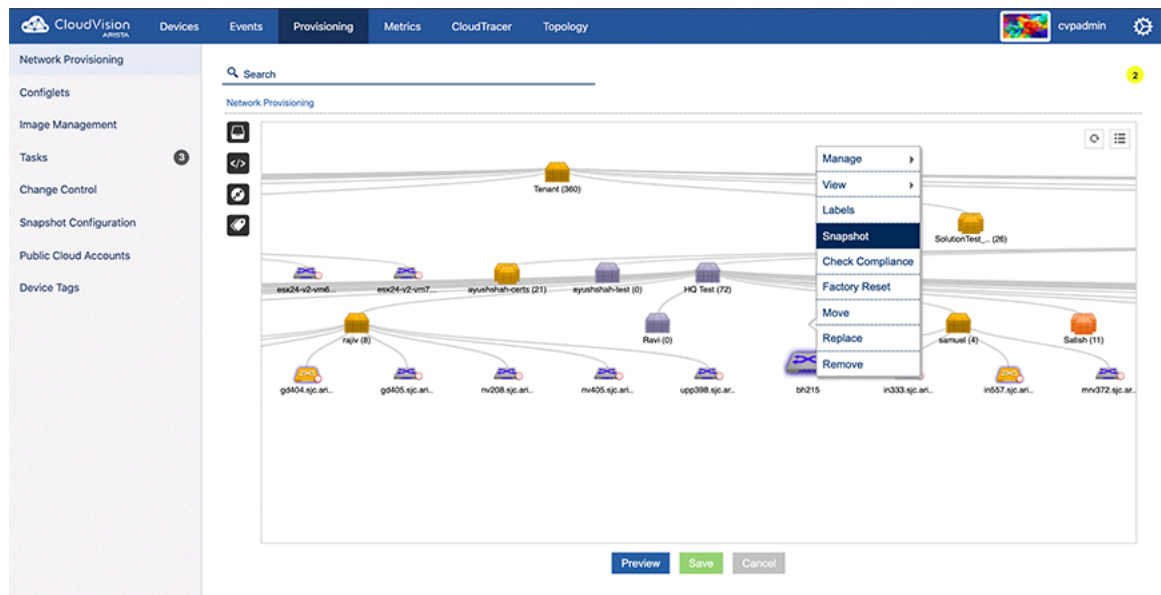 CloudVision
ARISTA
Devices
Events
Provisioning
Metrics
CloudTracer
Topology
cvpadmin
Network Provisioning
Configlets
Image Management
Tasks
3
Change Control
Snapshot Configuration
Public Cloud Accounts
Device Tags
Search
2
Network Provisioning
</>
Tenant (360)
SolutionTest_... (26)
esx24-v2-vm6...
esx24-v2-vm7...
ayushshah-certs (21)
ayushshah-test (0)
HQ Test (72)
rajiv (8)
Ravi (0)
samuel (4)
Satish (11)
gd404.sjc.ari...
gd405.sjc.ari...
nv208.sjc.ari...
nv405.sjc.ari...
upp398.sjc.ar...
bh215
in333.sjc.ari...
in557.sjc.ari...
mrv372.sjc.ar...
Manage
View
Labels
Snapshot
Check Compliance
Factory Reset
Move
Replace
Remove
Preview
Save
Cancel